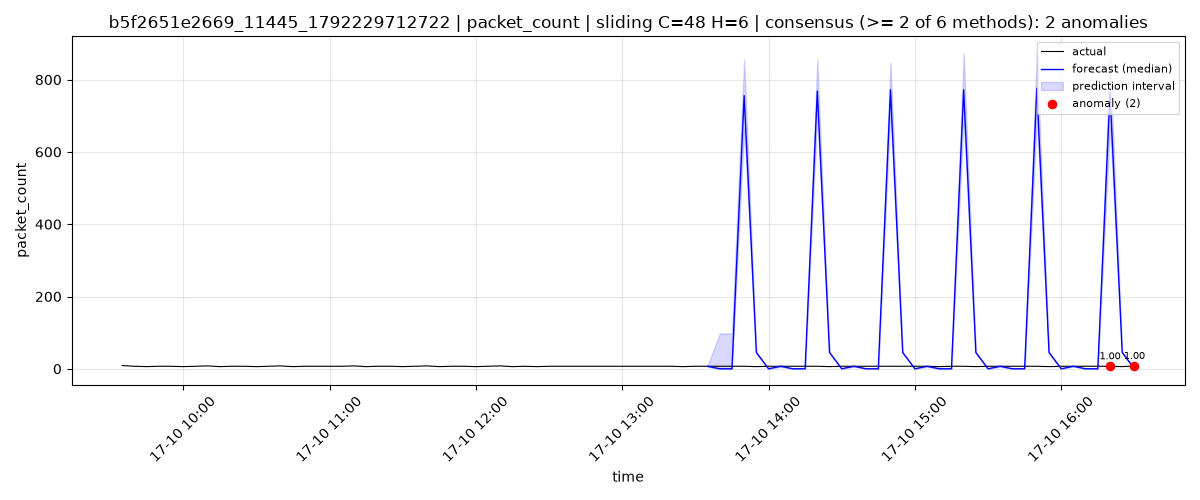 b5f2651e2669_11445_1792229712722 | packet_count | sliding C=48 H=6 | consensus (>= 2 of 6 methods): 2 anomalies
actual
forecast (median)
prediction interval
anomaly (2)
packet_count
800
600
400
200
0
1.00 1.00
17-10 10:00
17-10 11:00
17-10 12:00
17-10 13:00
17-10 14:00
17-10 15:00
17-10 16:00
time